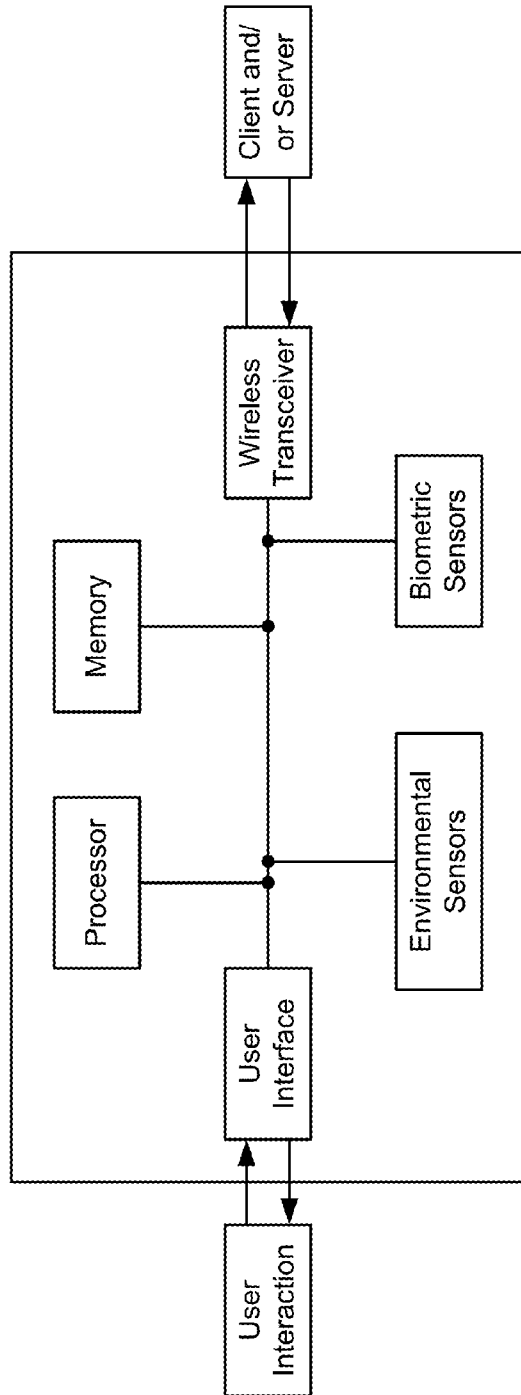 Processor
Memory
User
Interaction
User
Interface
Wireless
Transceiver
Client and/
or Server
Environmental
Sensors
Biometric
Sensors